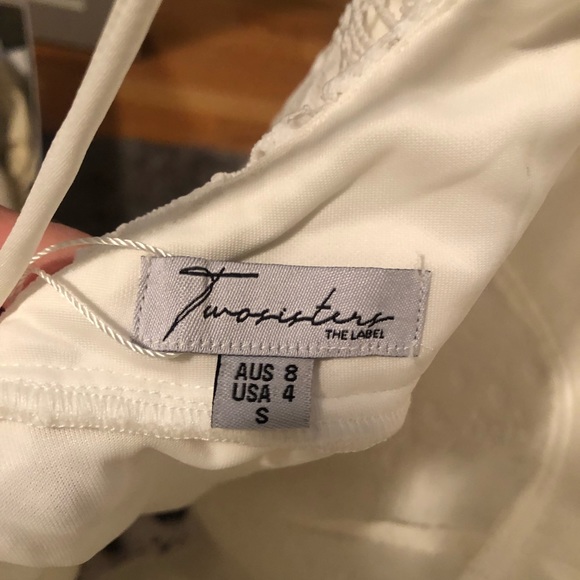 Twosisters
THE LABEL
AUS 8
USA 4
S